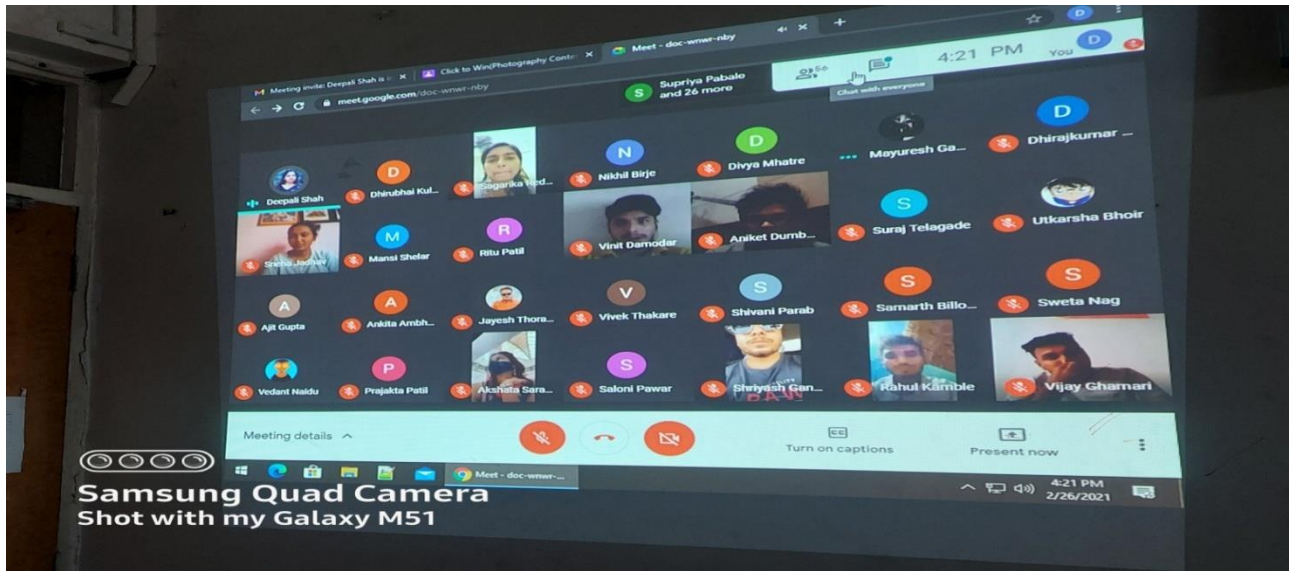 Meeting invite: Deepali Shah is in
Click to Win(Photography Conte
Meet - doc-wnwr-nby
meet.google.com/doc-wnwr-nby
S
Supriya Pabale
and 26 more
56
4:21 PM
You
D
Chat with everyone
Deepali Shah
D
Dhirubhai Kul...
Sagarika Red...
N
Nikhil Birje
D
Divya Mhatre
Mayuresh Ga...
D
Dhirajkumar ...
Sneha Jadhav
M
Mansi Shelar
R
Ritu Patil
Vinit Damodar
Aniket Dumb...
S
Suraj Telagade
Utkarsha Bhoir
A
Ajit Gupta
A
Ankita Ambh...
Jayesh Thora...
V
Vivek Thakare
S
Shivani Parab
S
Samarth Billo...
S
Sweta Nag
Vedant Naidu
P
Prajakta Patil
Akshata Sara...
S
Saloni Pawar
Shriyash Gan...
Rahul Kamble
Vijay Ghamari
Meeting details
CC
Turn on captions
Present now
Meet - doc-wnwr-...
4:21 PM
2/26/2021
Samsung Quad Camera
Shot with my Galaxy M51